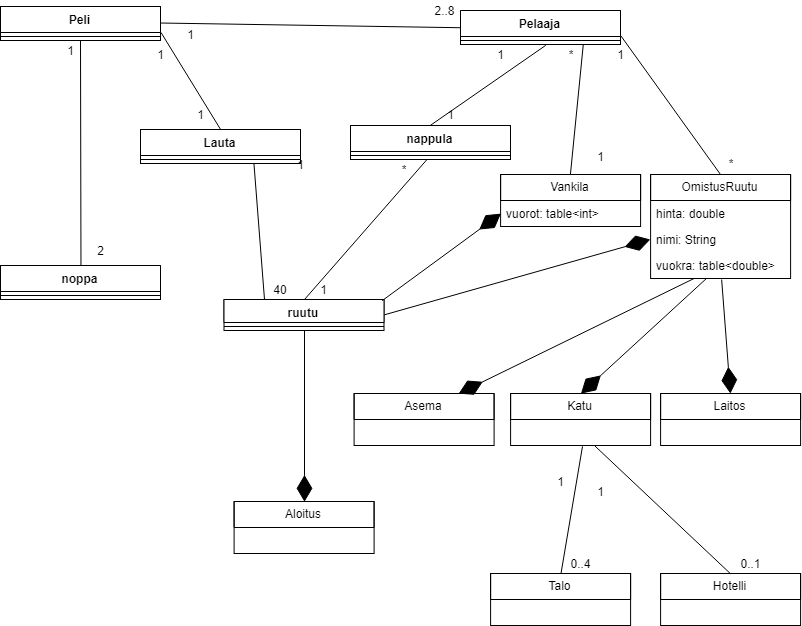 Peli
2..8
Pelaaja
1
1
1
1
*
1
1
1
Lauta
1
nappula
1
*
1
*
Vankila
vuorot: table<int>
OmistusRuutu
hinta: double
nimi: String
vuokra: table<double>
2
noppa
40
1
ruutu
Asema
Katu
Laitos
1
1
Aloitus
0..4
0..1
Talo
Hotelli